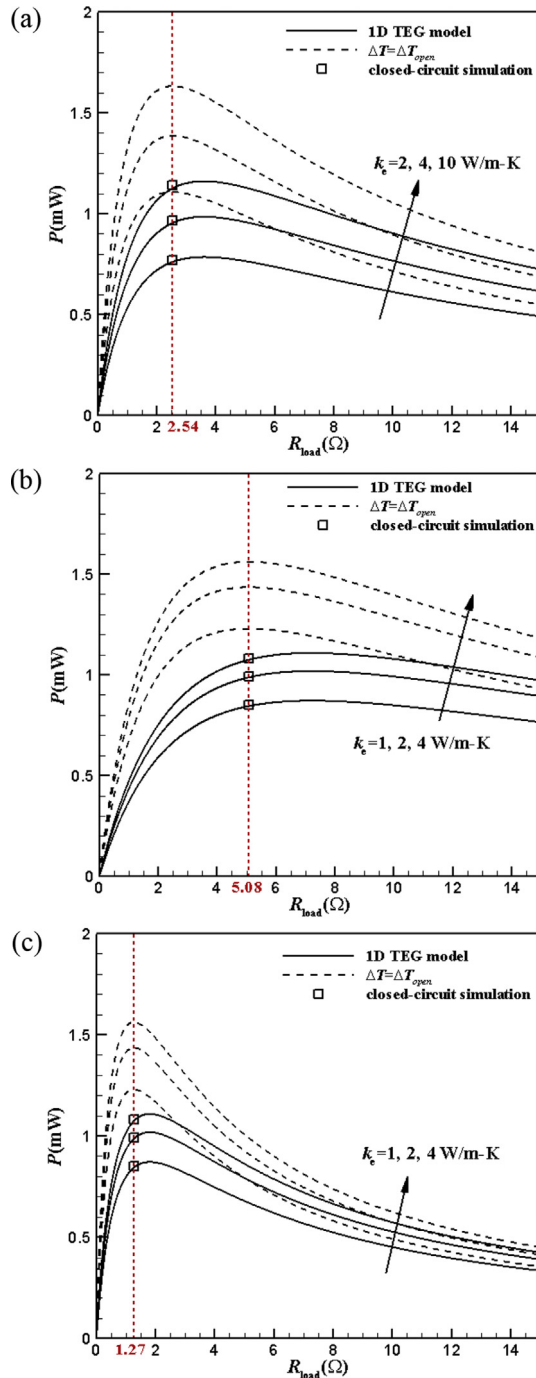 (a)
1D TEG model
ΔT=ΔT_open
closed-circuit simulation
k_e=2, 4, 10 W/m-K
P(mW)
2
1.5
1
0.5
0
0 2 4 6 8 10 12 14
2.54
R_load(Ω)
(b)
1D TEG model
ΔT=ΔT_open
closed-circuit simulation
k_e=1, 2, 4 W/m-K
P(mW)
2
1.5
1
0.5
0
0 2 4 6 8 10 12 14
5.08
R_load(Ω)
(c)
1D TEG model
ΔT=ΔT_open
closed-circuit simulation
k_e=1, 2, 4 W/m-K
P(mW)
2
1.5
1
0.5
0
0 2 4 6 8 10 12 14
1.27
R_load(Ω)